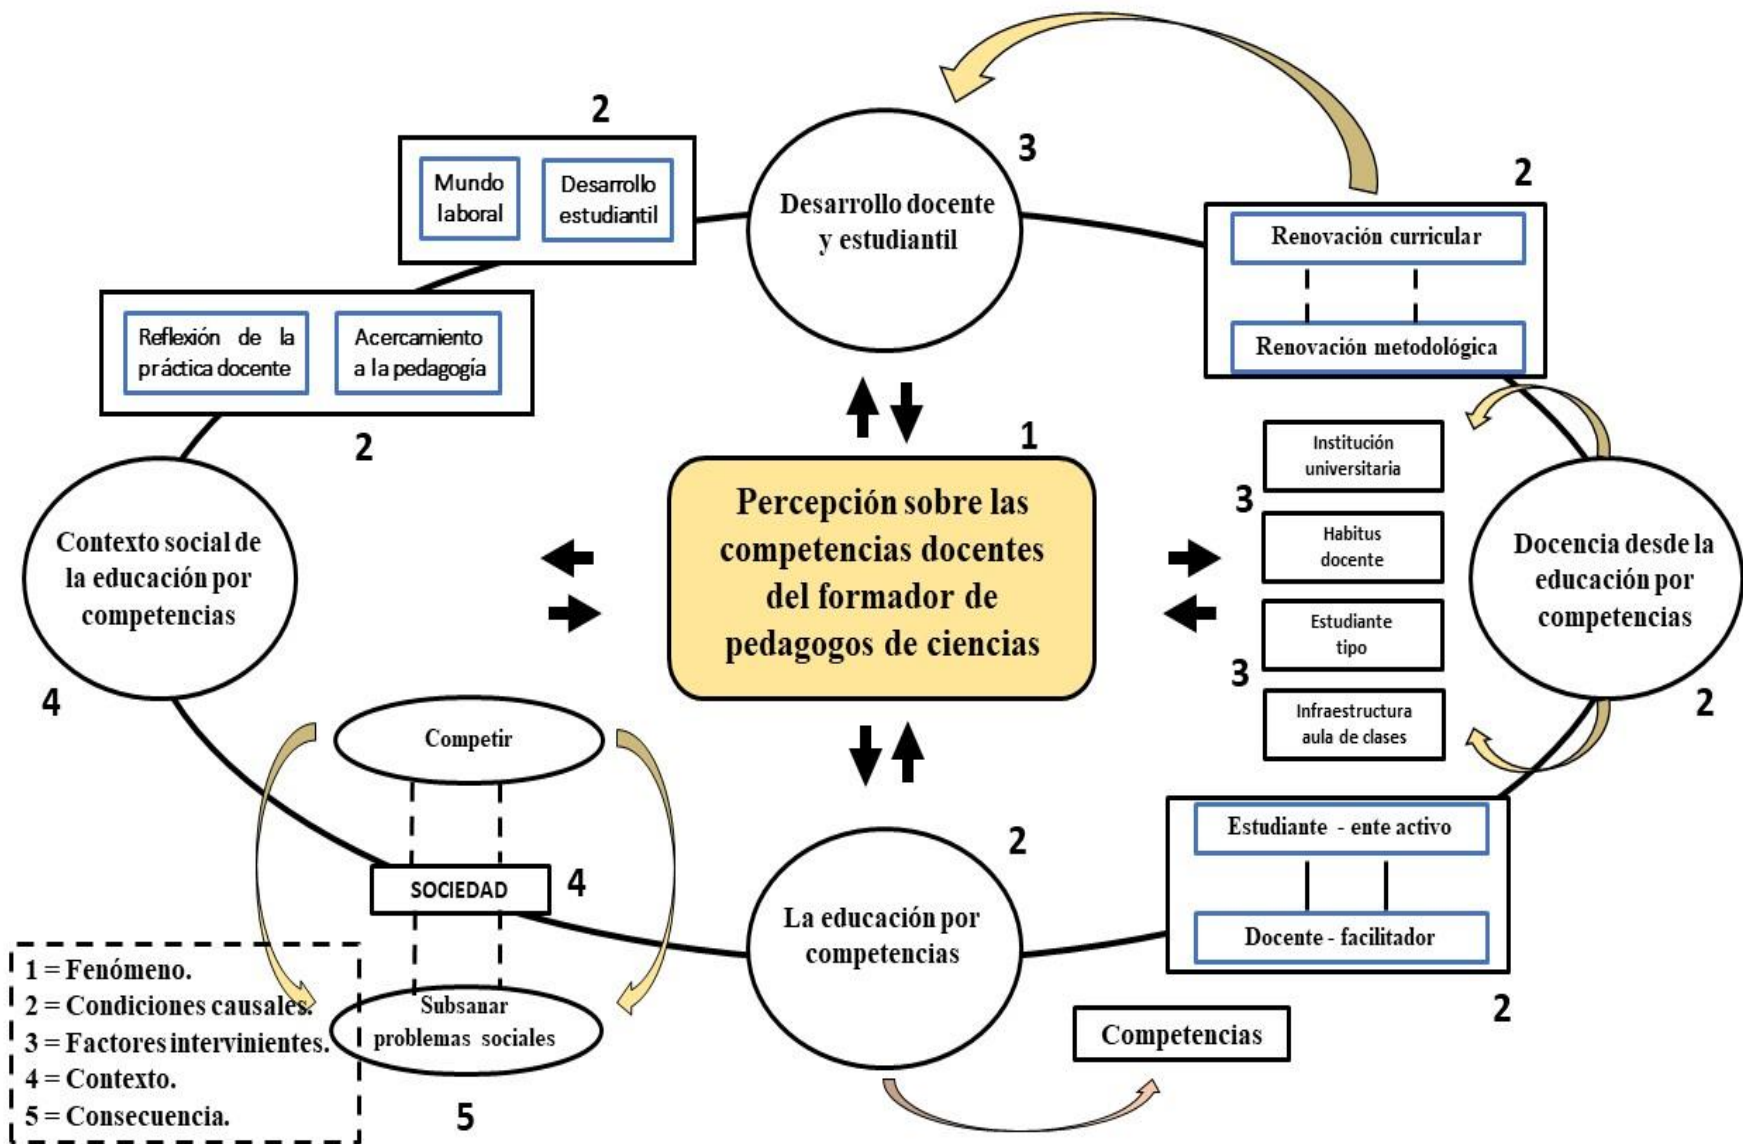 2
Mundo
laboral
Desarrollo
estudiantil
3
Desarrollo docente
y estudiantil
2
Renovación curricular
Renovación metodológica
Reflexión de la
práctica docente
Acercamiento
a la pedagogía
2
1
Percepción sobre las
competencias docentes
del formador de
pedagogos de ciencias
Institución
universitaria
3
Habitus
docente
Estudiante
tipo
3
Infraestructura
aula de clases
Docencia desde la
educación por
competencias
2
Contexto social de
la educación por
competencias
4
Competir
SOCIEDAD
4
Subsanar
problemas sociales
5
2
La educación por
competencias
Estudiante - ente activo
Docente - facilitador
2
Competencias
1 = Fenómeno.
2 = Condiciones causales.
3 = Factores intervinientes.
4 = Contexto.
5 = Consecuencia.